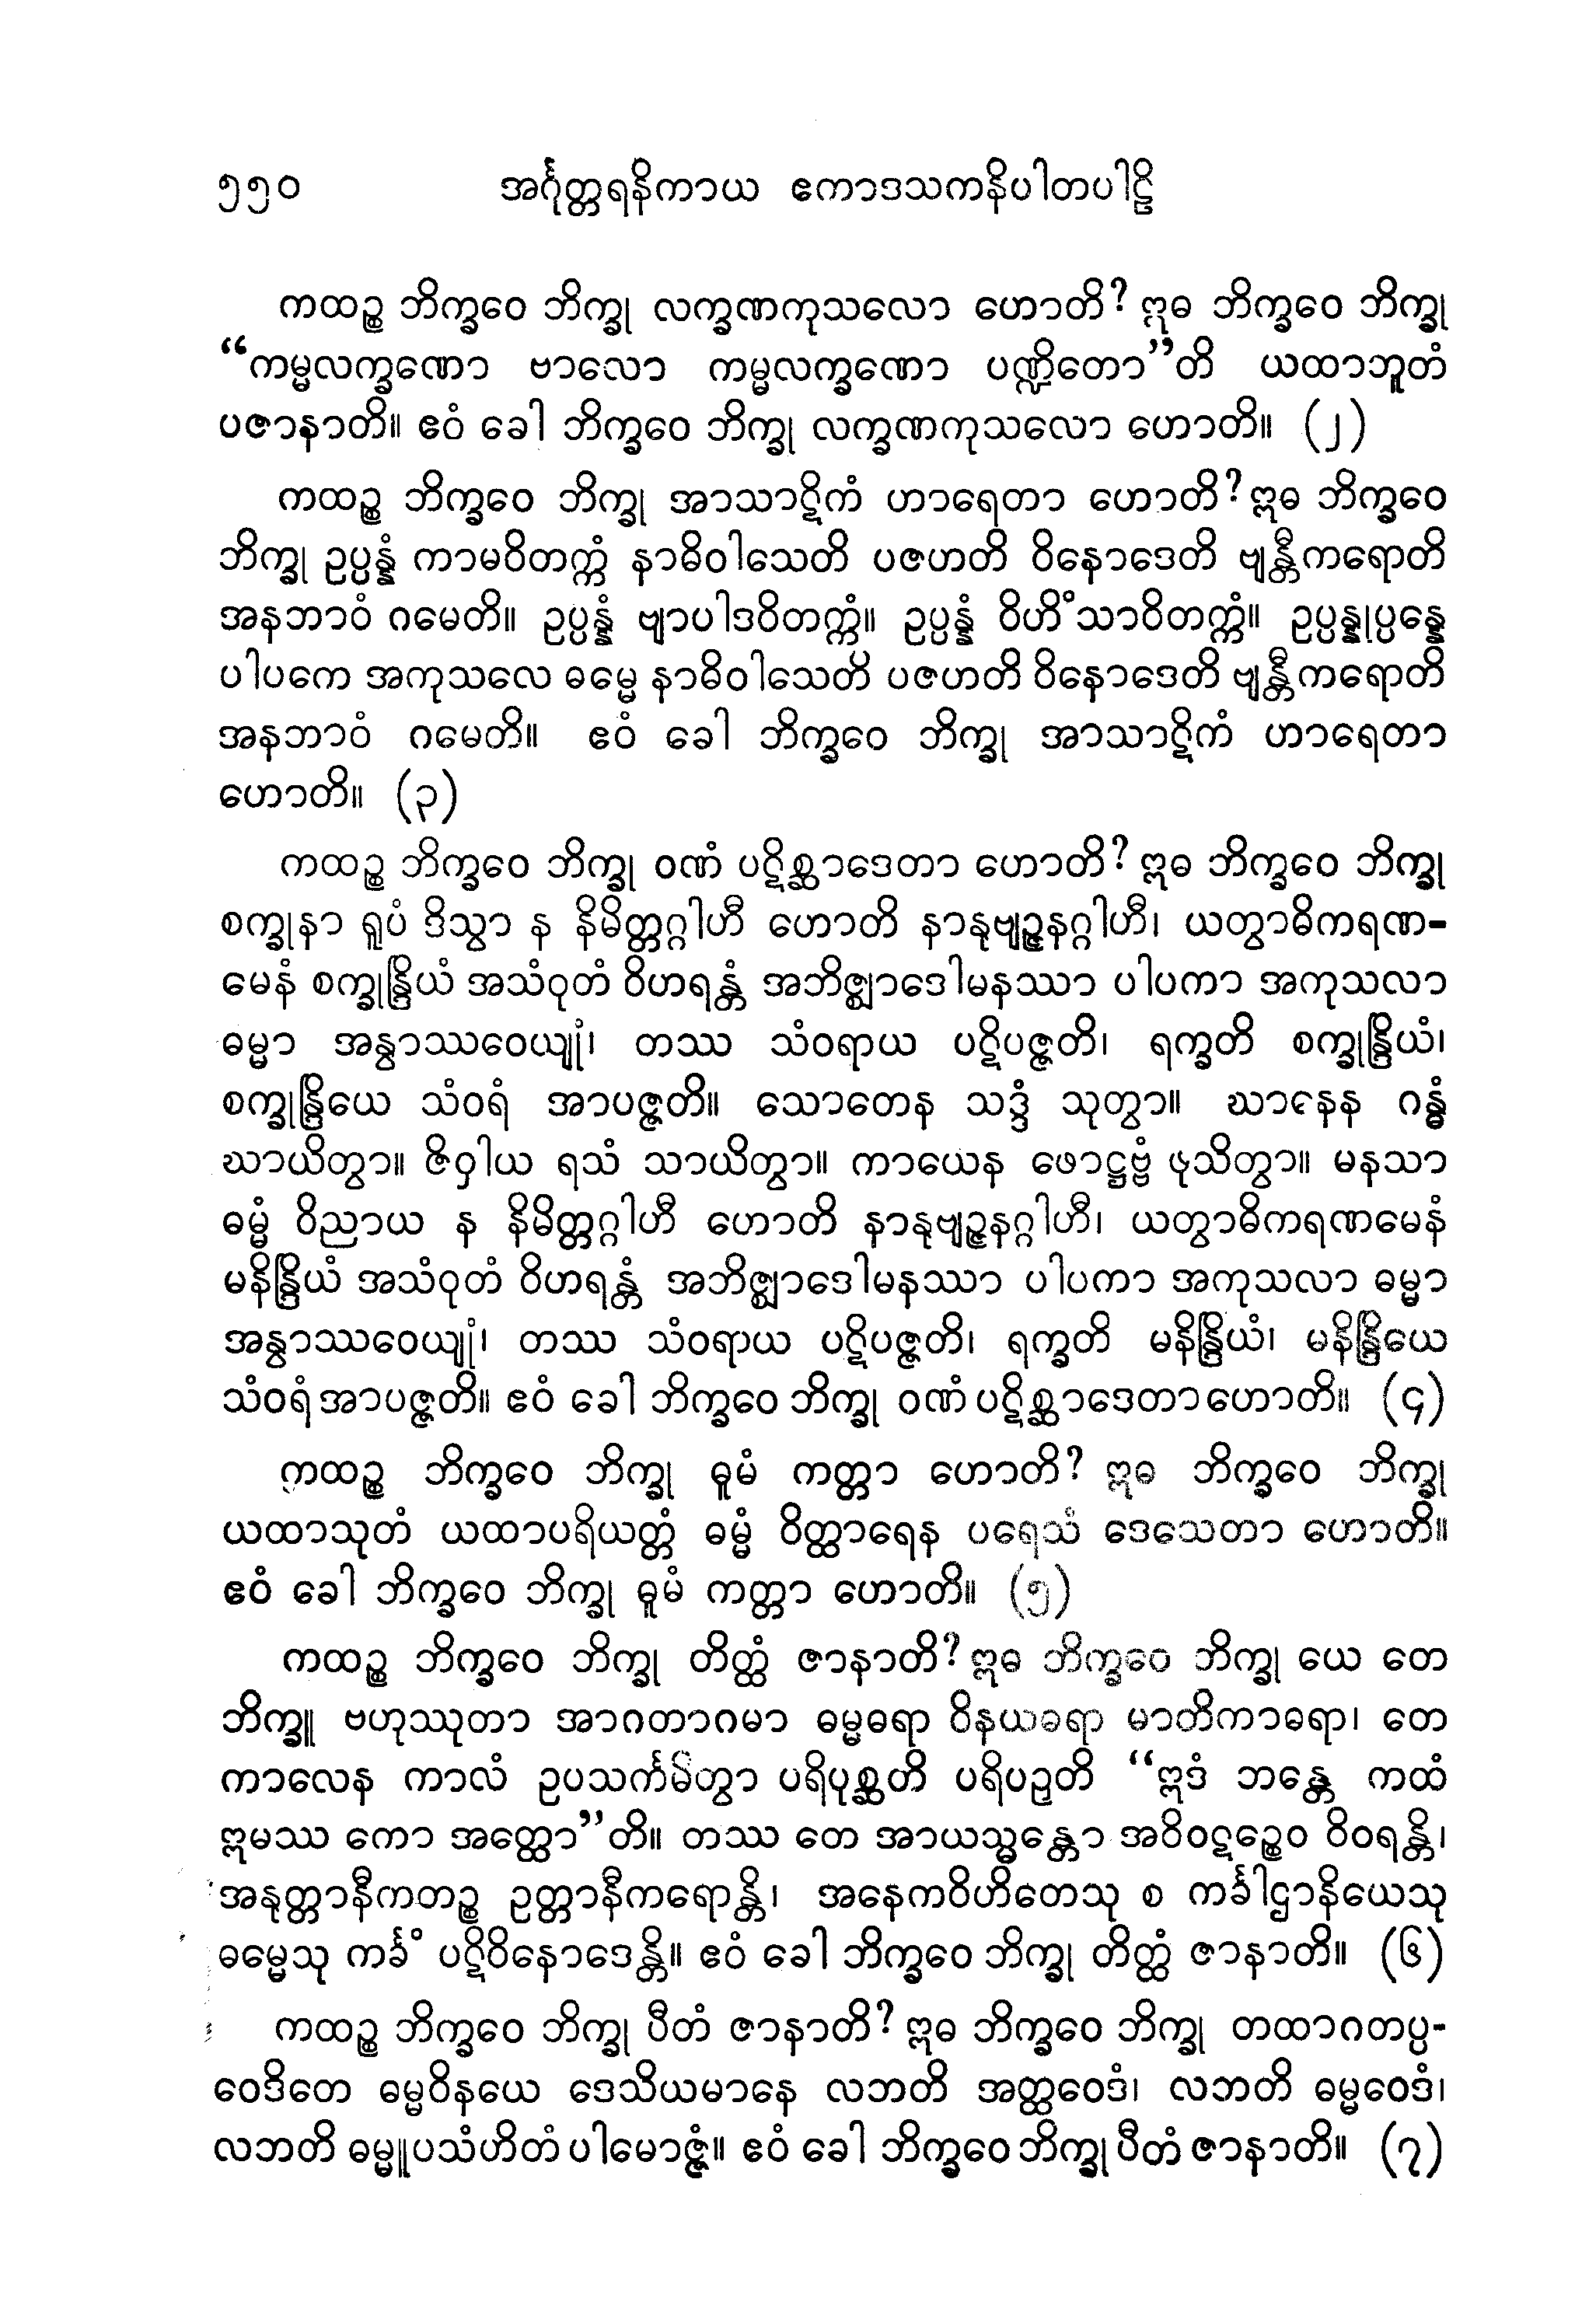 ၅၅၀ အင်္ဂုတ္တရနိကာယ ဧကာဒသကနိပါတပါဠိ
ကထဉ္စ ဘိက္ခဝေ ဘိက္ခု လက္ခဏကုသလော ဟောတိ? ဣဓ ဘိက္ခဝေ ဘိက္ခု
“ကမ္မလက္ခဏော ဗာလော ကမ္မလက္ခဏော ပဏ္ဍိတော”တိ ယထာဘူတံ
ပဇာနာတိ။ ဧဝံ ခေါ ဘိက္ခဝေ ဘိက္ခု လက္ခဏကုသလော ဟောတိ။ (၂)
ကထဉ္စ ဘိက္ခဝေ ဘိက္ခု အာသာဋိကံ ဟာရေတာ ဟောတိ? ဣဓ ဘိက္ခဝေ
ဘိက္ခု ဥပ္ပန္နံ ကာမဝိတက္ကံ နာဓိဝါသေတိ ပဇဟတိ ဝိနောဒေတိ ဗျန္တီကရောတိ
အနဘာဝံ ဂမေတိ။ ဥပ္ပန္နံ ဗျာပါဒဝိတက္ကံ။ ဥပ္ပန္နံ ဝိဟိံသာဝိတက္ကံ။ ဥပ္ပန္နုပ္ပန္နေ
ပါပကေ အကုသလေ ဓမ္မေ နာဓိဝါသေတိ ပဇဟတိ ဝိနောဒေတိ ဗျန္တီကရောတိ
အနဘာဝံ ဂမေတိ။ ဧဝံ ခေါ ဘိက္ခဝေ ဘိက္ခု အာသာဋိကံ ဟာရေတာ
ဟောတိ။ (၃)
ကထဉ္စ ဘိက္ခဝေ ဘိက္ခု ဝဏံ ပဋိစ္ဆာဒေတာ ဟောတိ? ဣဓ ဘိက္ခဝေ ဘိက္ခု
စက္ခုနာ ရူပံ ဒိသွာ န နိမိတ္တဂ္ဂါဟီ ဟောတိ နာနုဗျဉ္ဇနဂ္ဂါဟီ၊ ယတွာဓိကရဏ-
မေနံ စက္ခုန္ဒြိယံ အသံဝုတံ ဝိဟရန္တံ အဘိဇ္ဈာဒေါမနဿာ ပါပကာ အကုသလာ
ဓမ္မာ အနွာဿဝေယျုံ၊ တဿ သံဝရာယ ပဋိပဇ္ဇတိ၊ ရက္ခတိ စက္ခုန္ဒြိယံ၊
စက္ခုန္ဒြိယေ သံဝရံ အာပဇ္ဇတိ။ သောတေန သဒ္ဒံ သုတွာ။ ဃာနေန ဂန္ဓံ
ဃာယိတွာ။ ဇိဝှါယ ရသံ သာယိတွာ။ ကာယေန ဖောဋ္ဌဗ္ဗံ ဖုသိတွာ။ မနသာ
ဓမ္မံ ဝိညာယ န နိမိတ္တဂ္ဂါဟီ ဟောတိ နာနုဗျဉ္ဇနဂ္ဂါဟီ၊ ယတွာဓိကရဏမေနံ
မနိန္ဒြိယံ အသံဝုတံ ဝိဟရန္တံ အဘိဇ္ဈာဒေါမနဿာ ပါပကာ အကုသလာ ဓမ္မာ
အနွာဿဝေယျုံ၊ တဿ သံဝရာယ ပဋိပဇ္ဇတိ၊ ရက္ခတိ မနိန္ဒြိယံ၊ မနိန္ဒြိယေ
သံဝရံ အာပဇ္ဇတိ။ ဧဝံ ခေါ ဘိက္ခဝေ ဘိက္ခု ဝဏံ ပဋိစ္ဆာဒေတာ ဟောတိ။ (၄)
ကထဉ္စ ဘိက္ခဝေ ဘိက္ခု ဓူမံ ကတ္တာ ဟောတိ? ဣဓ ဘိက္ခဝေ ဘိက္ခု
ယထာသုတံ ယထာပရိယတ္တံ ဓမ္မံ ဝိတ္ထာရေန ပရေသံ ဒေသေတာ ဟောတိ။
ဧဝံ ခေါ ဘိက္ခဝေ ဘိက္ခု ဓူမံ ကတ္တာ ဟောတိ။ (၅)
ကထဉ္စ ဘိက္ခဝေ ဘိက္ခု တိတ္ထံ ဇာနာတိ? ဣဓ ဘိက္ခဝေ ဘိက္ခု ယေ တေ
ဘိက္ခူ ဗဟုဿုတာ အာဂတာဂမာ ဓမ္မဓရာ ဝိနယဓရာ မာတိကာဓရာ၊ တေ
ကာလေန ကာလံ ဥပသင်္ကမိတွာ ပရိပုစ္ဆတိ ပရိပဉှတိ “ဣဒံ ဘန္တေ ကထံ
ဣမဿ ကော အတ္ထော”တိ။ တဿ တေ အာယသ္မန္တော အဝိဝဋဉ္စေဝ ဝိဝရန္တိ၊
အနုတ္တာနီကတဉ္စ ဥတ္တာနီကရောန္တိ၊ အနေကဝိဟိတေသု စ ကင်္ခါဌာနိယေသု
ဓမ္မေသု ကင်္ခံ ပဋိဝိနောဒေန္တိ။ ဧဝံ ခေါ ဘိက္ခဝေ ဘိက္ခု တိတ္ထံ ဇာနာတိ။ (၆)
ကထဉ္စ ဘိက္ခဝေ ဘိက္ခု ပီတံ ဇာနာတိ? ဣဓ ဘိက္ခဝေ ဘိက္ခု တထာဂတပ္ပ-
ဝေဒိတေ ဓမ္မဝိနယေ ဒေသိယမာနေ လဘတိ အတ္ထဝေဒံ၊ လဘတိ ဓမ္မဝေဒံ၊
လဘတိ ဓမ္မူပသံဟိတံ ပါမောဇ္ဇံ။ ဧဝံ ခေါ ဘိက္ခဝေ ဘိက္ခု ပီတံ ဇာနာတိ။ (၇)